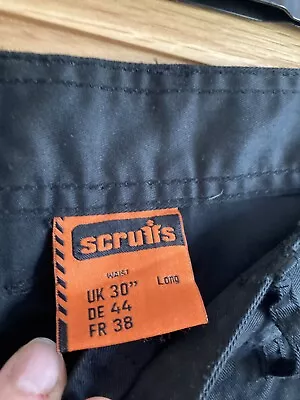 scruffs
WAIST
Long
UK 30"
DE 44
FR 38